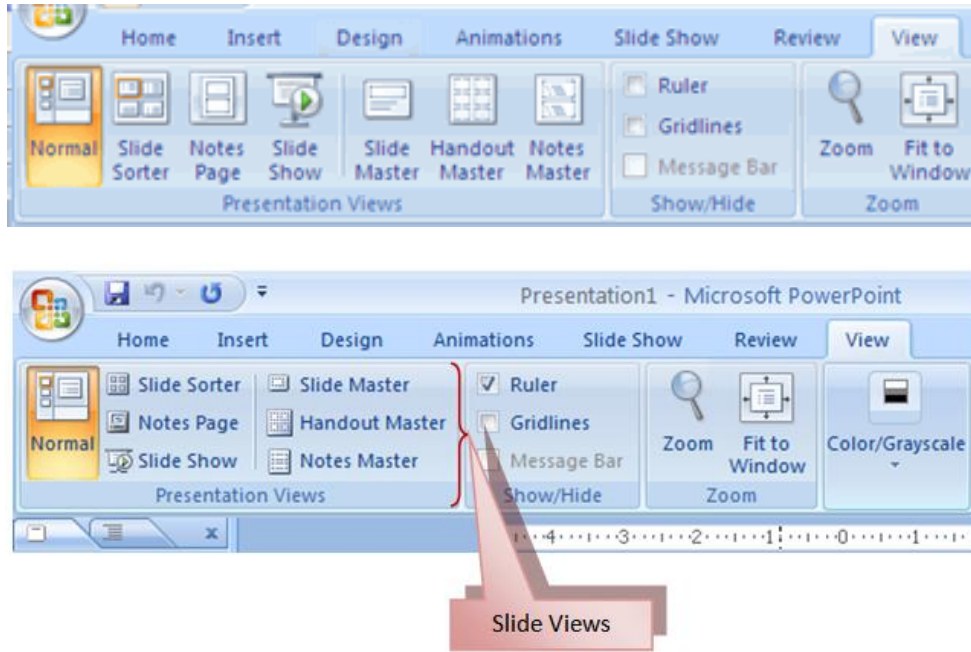 Home Insert Design Animations Slide Show Review View
Normal Slide Sorter Notes Page Slide Show Slide Master Handout Master Notes Master
Ruler
Gridlines
Message Bar
Zoom Fit to Window
Presentation Views Show/Hide Zoom
Presentation1 - Microsoft PowerPoint
Home Insert Design Animations Slide Show Review View
Normal
Slide Sorter Slide Master
Notes Page Handout Master
Slide Show Notes Master
Ruler
Gridlines
Message Bar
Zoom Fit to Window
Color/Grayscale
Presentation Views Show/Hide Zoom
4 3 2 1 0 1
Slide Views